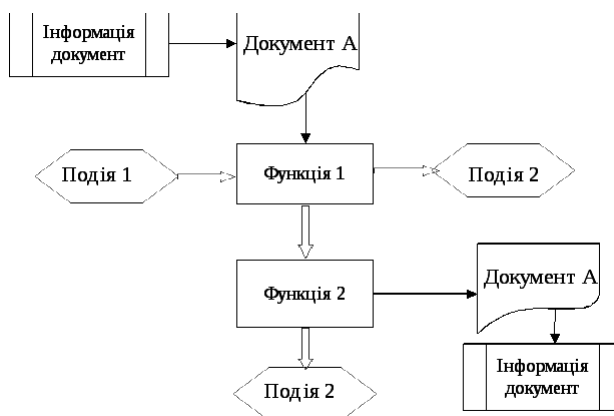 Інформація
документ
Документ А
Подія 1
Функція 1
Подія 2
Функція 2
Документ А
Подія 2
Інформація
документ